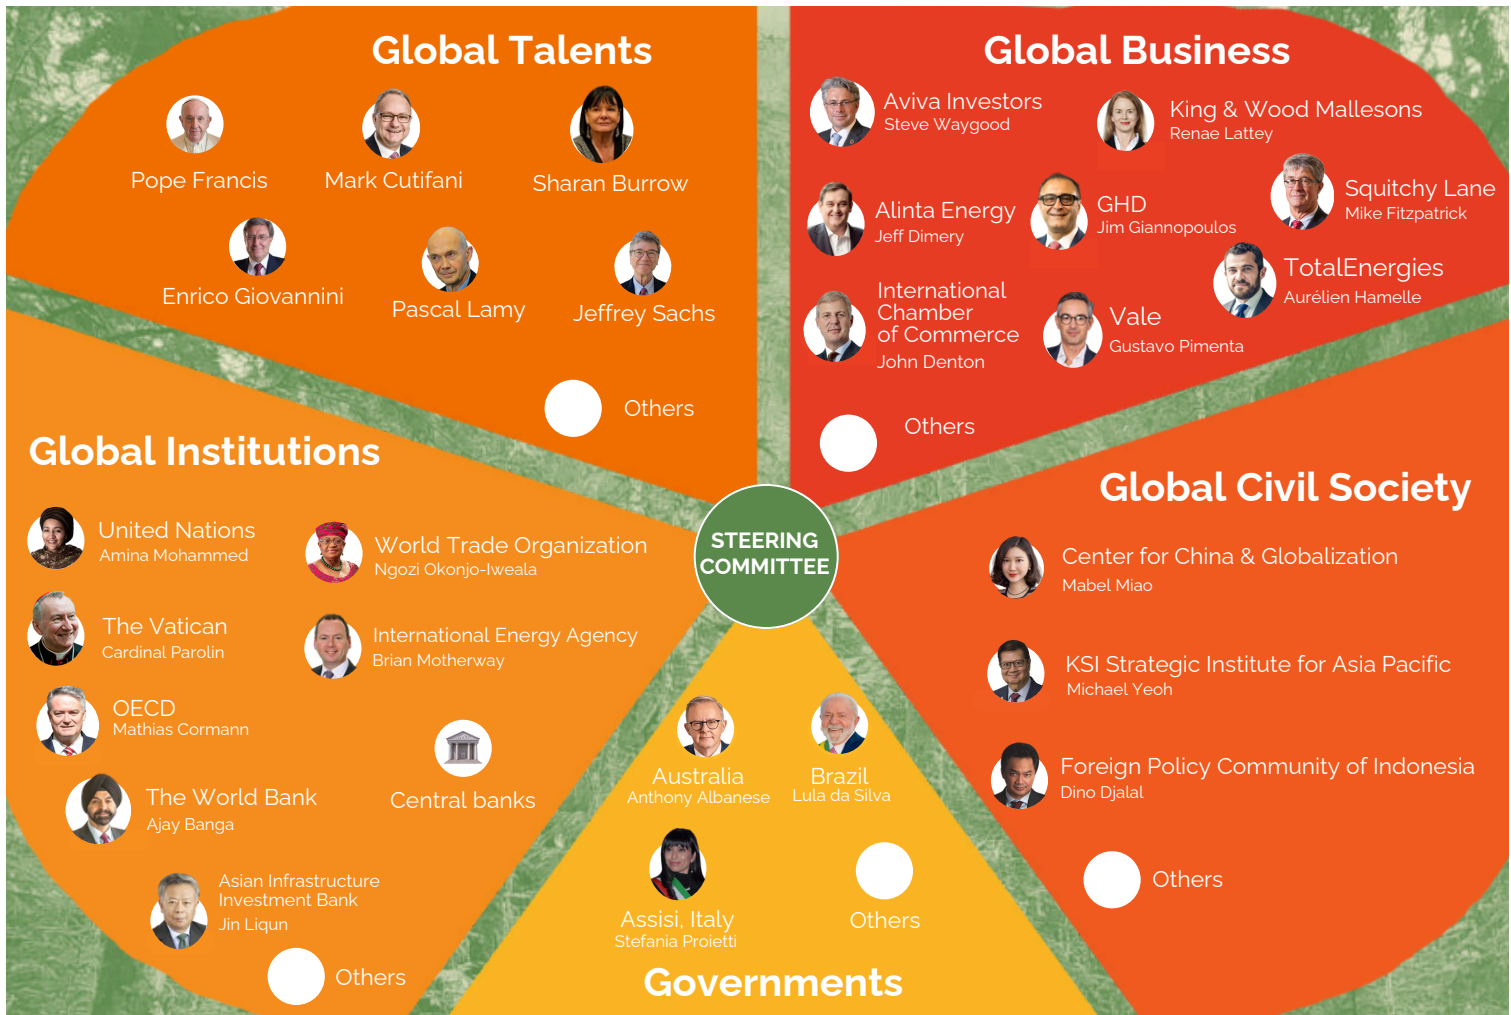 Global Talents
Pope Francis
Mark Cutifani
Sharan Burrow
Enrico Giovannini
Pascal Lamy
Jeffrey Sachs
Others
Global Business
Aviva Investors
Steve Waygood
King & Wood Mallesons
Renae Lattey
Alinta Energy
Jeff Dimery
GHD
Jim Giannopoulos
Squitchy Lane
Mike Fitzpatrick
TotalEnergies
Aurélien Hamelle
International
Chamber
of Commerce
John Denton
Vale
Gustavo Pimenta
Others
Global Institutions
United Nations
Amina Mohammed
World Trade Organization
Ngozi Okonjo-Iweala
The Vatican
Cardinal Parolin
International Energy Agency
Brian Motherway
OECD
Mathias Cormann
The World Bank
Ajay Banga
Central banks
Asian Infrastructure
Investment Bank
Jin Liqun
Others
STEERING
COMMITTEE
Global Civil Society
Center for China & Globalization
Mabel Miao
KSI Strategic Institute for Asia Pacific
Michael Yeoh
Foreign Policy Community of Indonesia
Dino Djalal
Others
Australia
Anthony Albanese
Brazil
Lula da Silva
Assisi, Italy
Stefania Proietti
Others
Governments